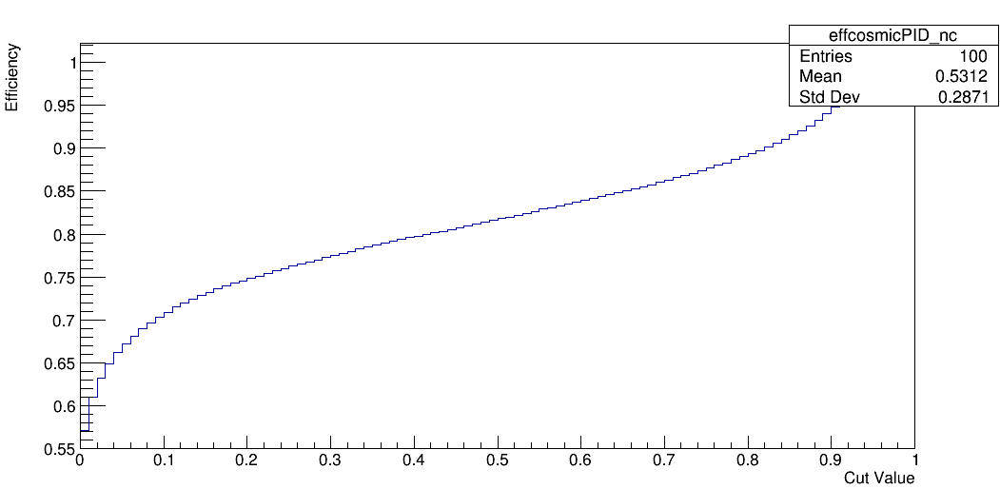 effcosmicPID_nc
Entries 100
Mean 0.5312
Std Dev 0.2871
Efficiency
1
0.95
0.9
0.85
0.8
0.75
0.7
0.65
0.6
0.55
0 0.1 0.2 0.3 0.4 0.5 0.6 0.7 0.8 0.9 1
Cut Value